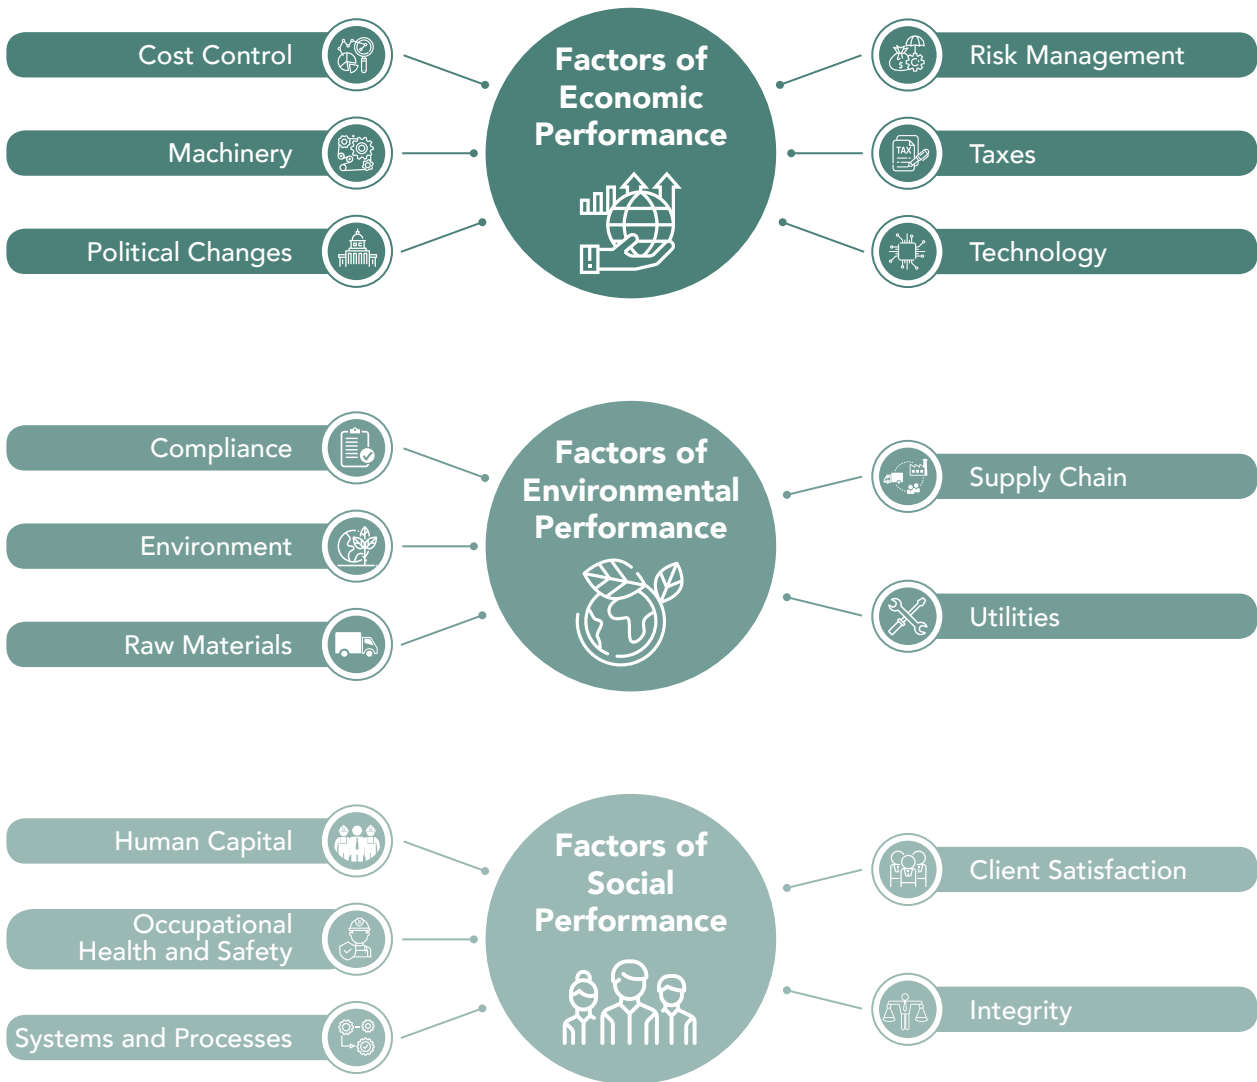 Factors of
Economic
Performance
Cost Control
Machinery
Political Changes
Risk Management
TAX
Taxes
Technology
Factors of
Environmental
Performance
Compliance
Environment
Raw Materials
Supply Chain
Utilities
Factors of
Social
Performance
Human Capital
Occupational
Health and Safety
Systems and Processes
Client Satisfaction
Integrity